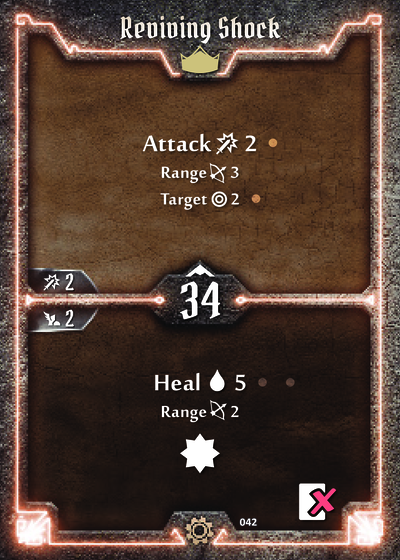 Reviving Shock
Attack 2
Range 3
Target 2
2
34
2
Heal 5
Range 2
042